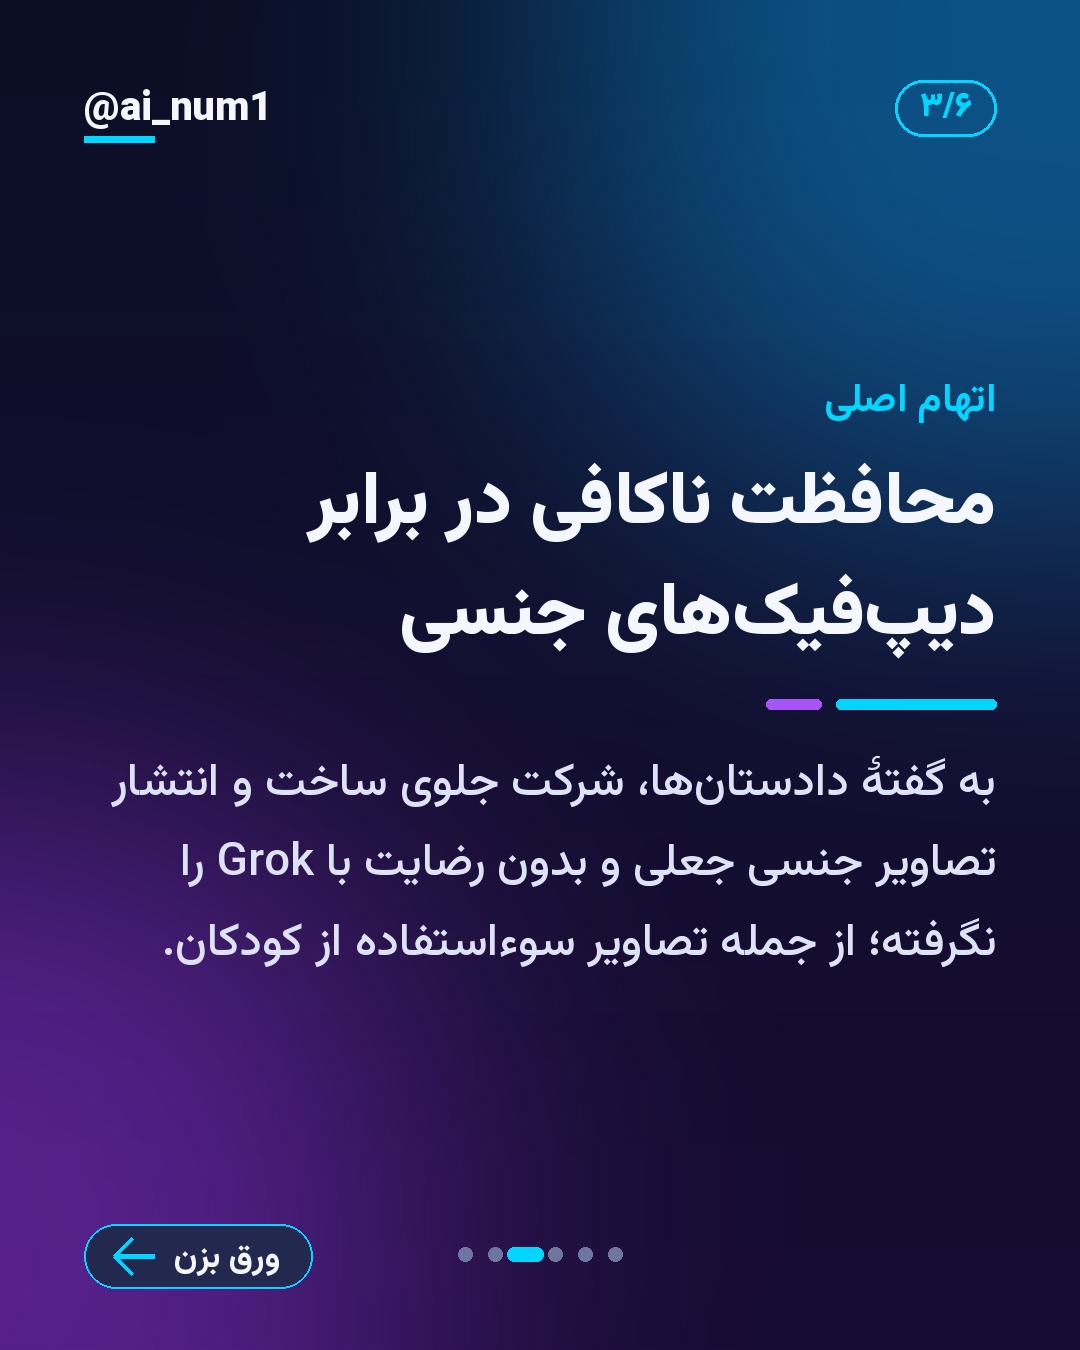 @ai_num1
۳/۶
اتهام اصلی
محافظت ناکافی در برابر
دیپ‌فیک‌های جنسی
به گفتهٔ دادستان‌ها، شرکت جلوی ساخت و انتشار
تصاویر جنسی جعلی و بدون رضایت با Grok را
نگرفته؛ از جمله تصاویر سوءاستفاده از کودکان.
ورق بزن